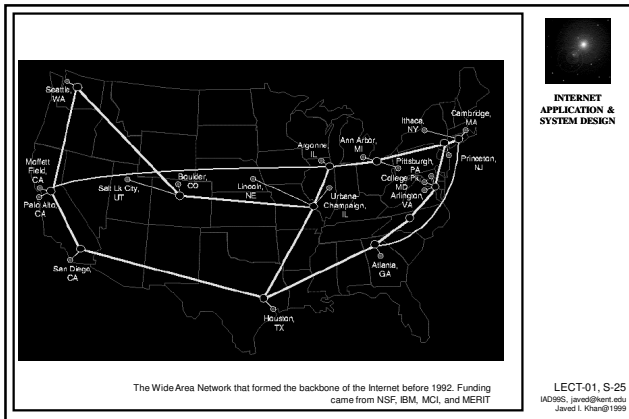 Seattle,
WA
Moffett
Field,
CA
Palo Alto,
CA
San Diego,
CA
Salt Lk City,
UT
Boulder,
CO
Lincoln,
NE
Argonne,
IL
Urbana-
Champaign,
IL
Ann Arbor,
MI
Houston,
TX
Atlanta,
GA
Ithaca,
NY
Cambridge,
MA
Pittsburgh,
PA
College Pk,
MD
Arlington,
VA
Princeton,
NJ
The Wide Area Network that formed the backbone of the Internet before 1992. Funding
came from NSF, IBM, MCI, and MERIT
INTERNET
APPLICATION &
SYSTEM DESIGN
LECT-01, S-25
IAD99S, javed@kent.edu
Javed I. Khan@1999